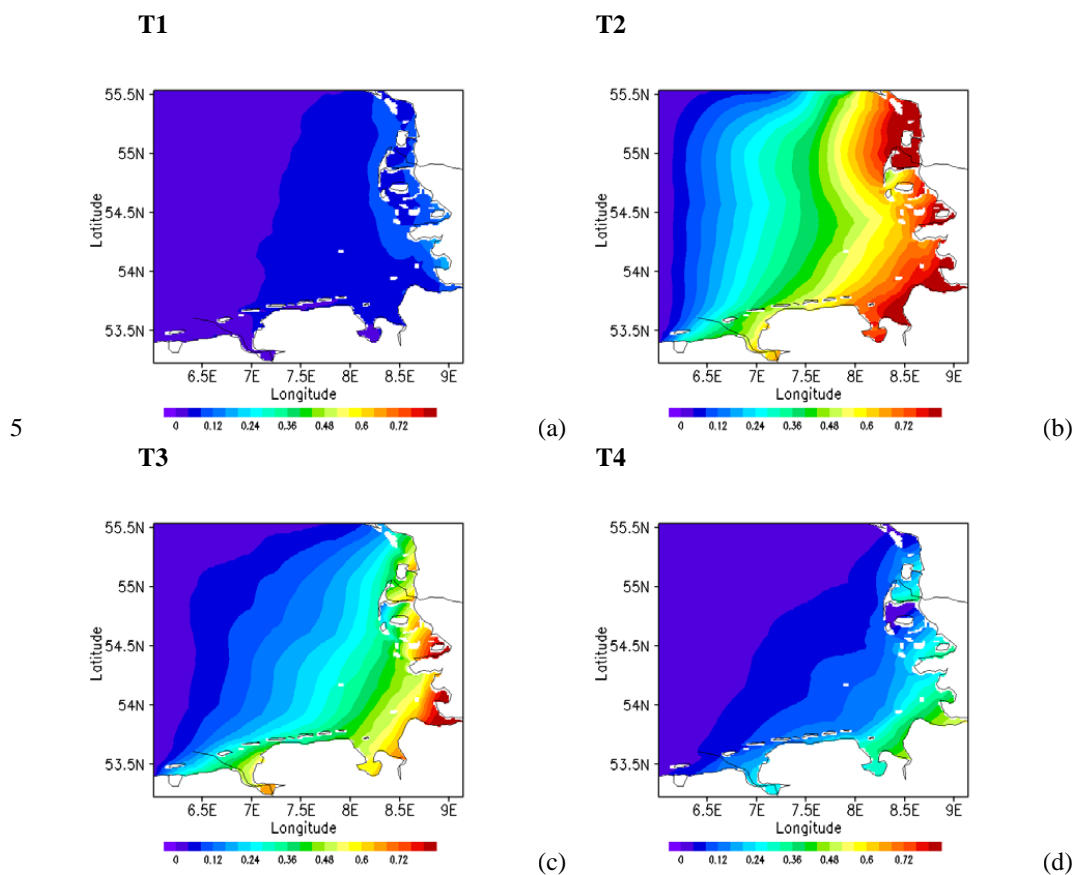 T1 T2
55.5N 55.5N
55N 55N
54.5N 54.5N
54N 54N
53.5N 53.5N
Latitude Latitude
6.5E 7E 7.5E 8E 8.5E 9E 6.5E 7E 7.5E 8E 8.5E 9E
Longitude Longitude
0 0.12 0.24 0.36 0.48 0.60 0.72 0 0.12 0.24 0.36 0.48 0.60 0.72
5 (a) (b)
T3 T4
55.5N 55.5N
55N 55N
54.5N 54.5N
54N 54N
53.5N 53.5N
Latitude Latitude
6.5E 7E 7.5E 8E 8.5E 9E 6.5E 7E 7.5E 8E 8.5E 9E
Longitude Longitude
0 0.12 0.24 0.36 0.48 0.60 0.72 0 0.12 0.24 0.36 0.48 0.60 0.72
(c) (d)